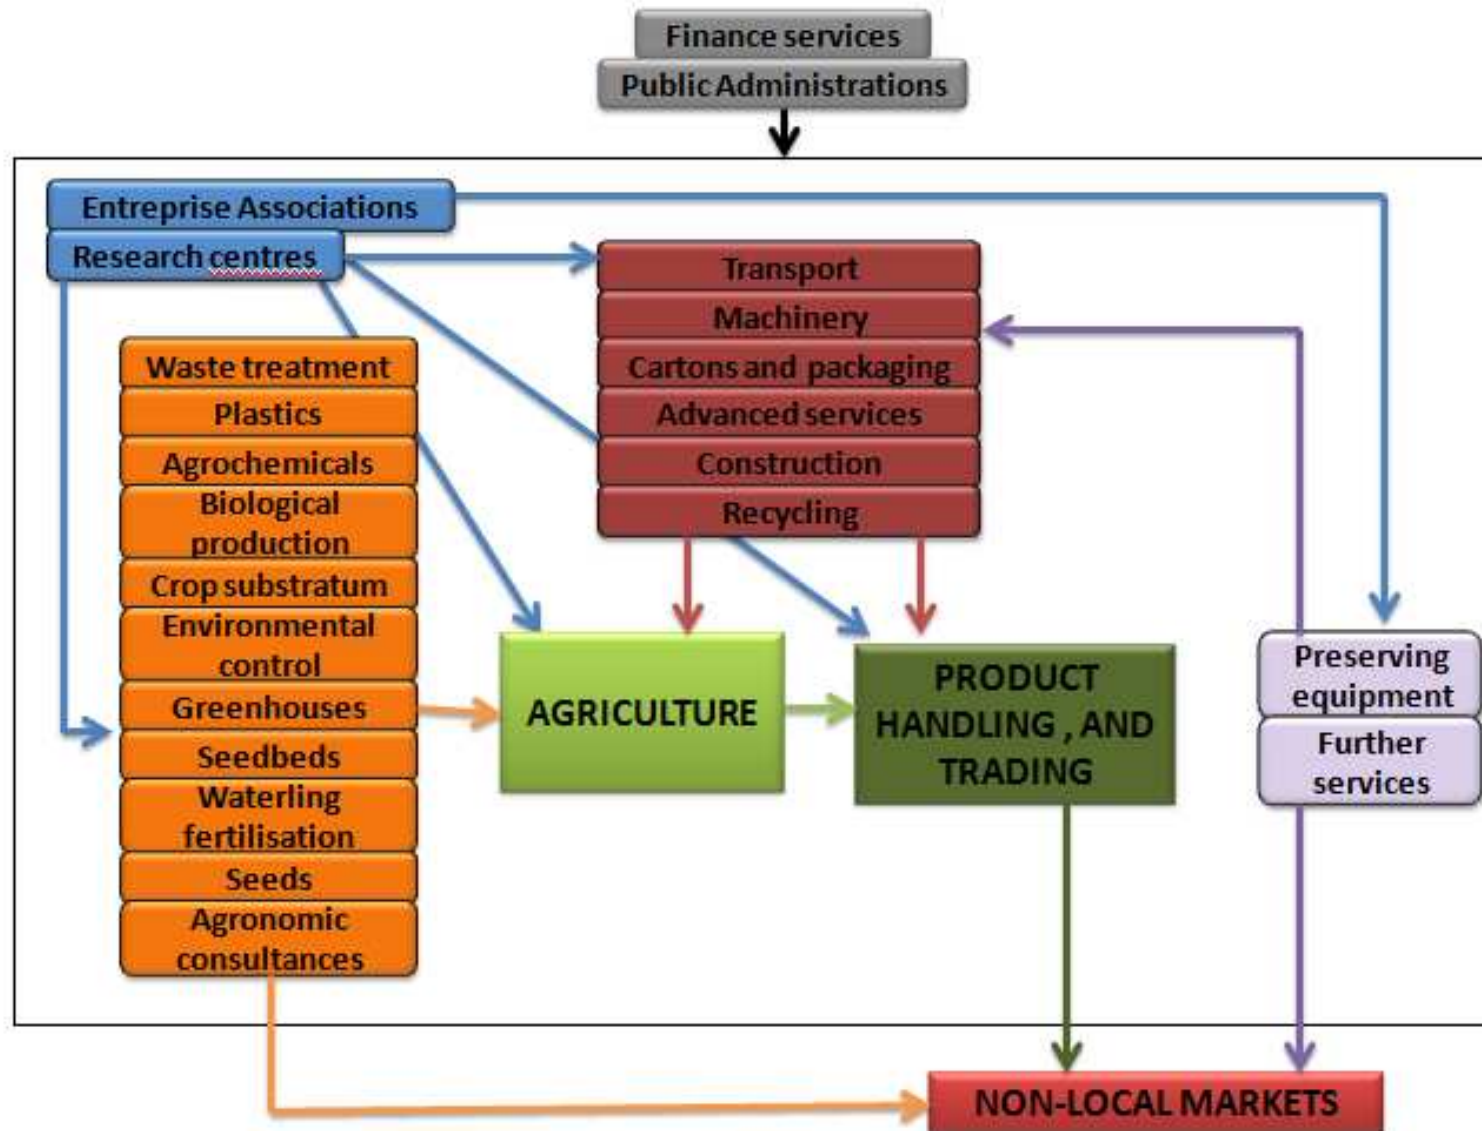 Finance services
Public Administrations
Entreprise Associations
Research centres
Transport
Machinery
Cartons and packaging
Advanced services
Construction
Recycling
Waste treatment
Plastics
Agrochemicals
Biological
production
Crop substratum
Environmental
control
Greenhouses
Seedbeds
Waterling
fertilisation
Seeds
Agronomic
consultances
AGRICULTURE
PRODUCT
HANDLING , AND
TRADING
Preserving
equipment
Further
services
NON-LOCAL MARKETS